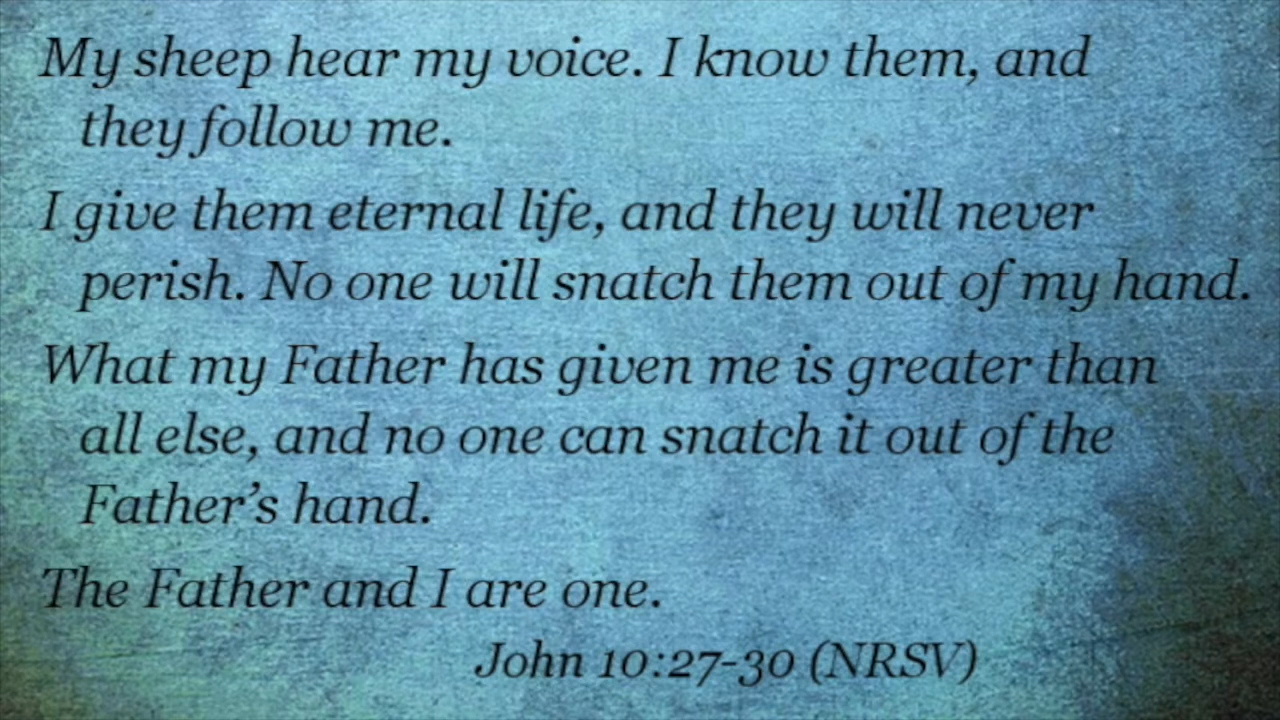 My sheep hear my voice. I know them, and
they follow me.
I give them eternal life, and they will never
perish. No one will snatch them out of my hand.
What my Father has given me is greater than
all else, and no one can snatch it out of the
Father’s hand.
The Father and I are one.
John 10:27-30 (NRSV)